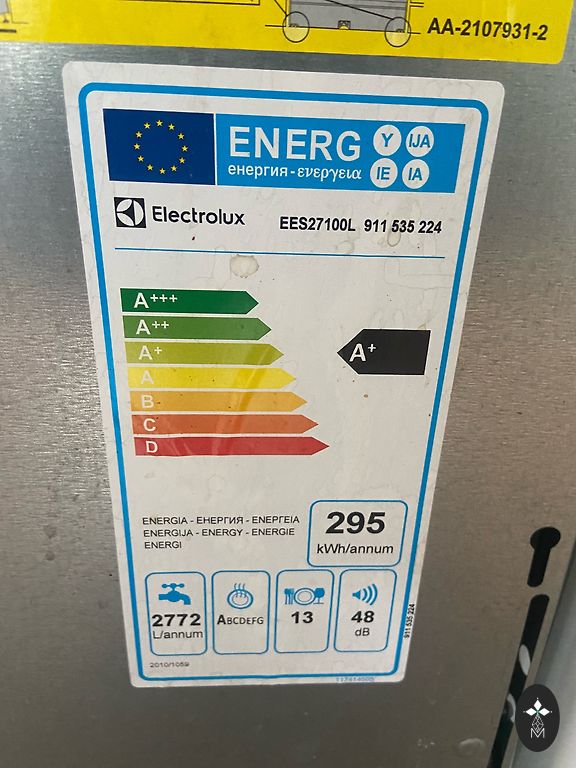 AA-2107931-2
ENERG Y IJA
енергия - ενεργεια IE IA
Electrolux EES27100L 911 535 224
A+++
A++
A+
A+
A
B
C
D
ENERGIA - ЕНЕРГИЯ - ΕΝΕΡΓΕΙΑ
ENERGIJA - ENERGY - ENERGIE
ENERGI
295
kWh/annum
2772
L/annum
ABCDEFG
13
48
dB
2010/1059
911 535 224
M